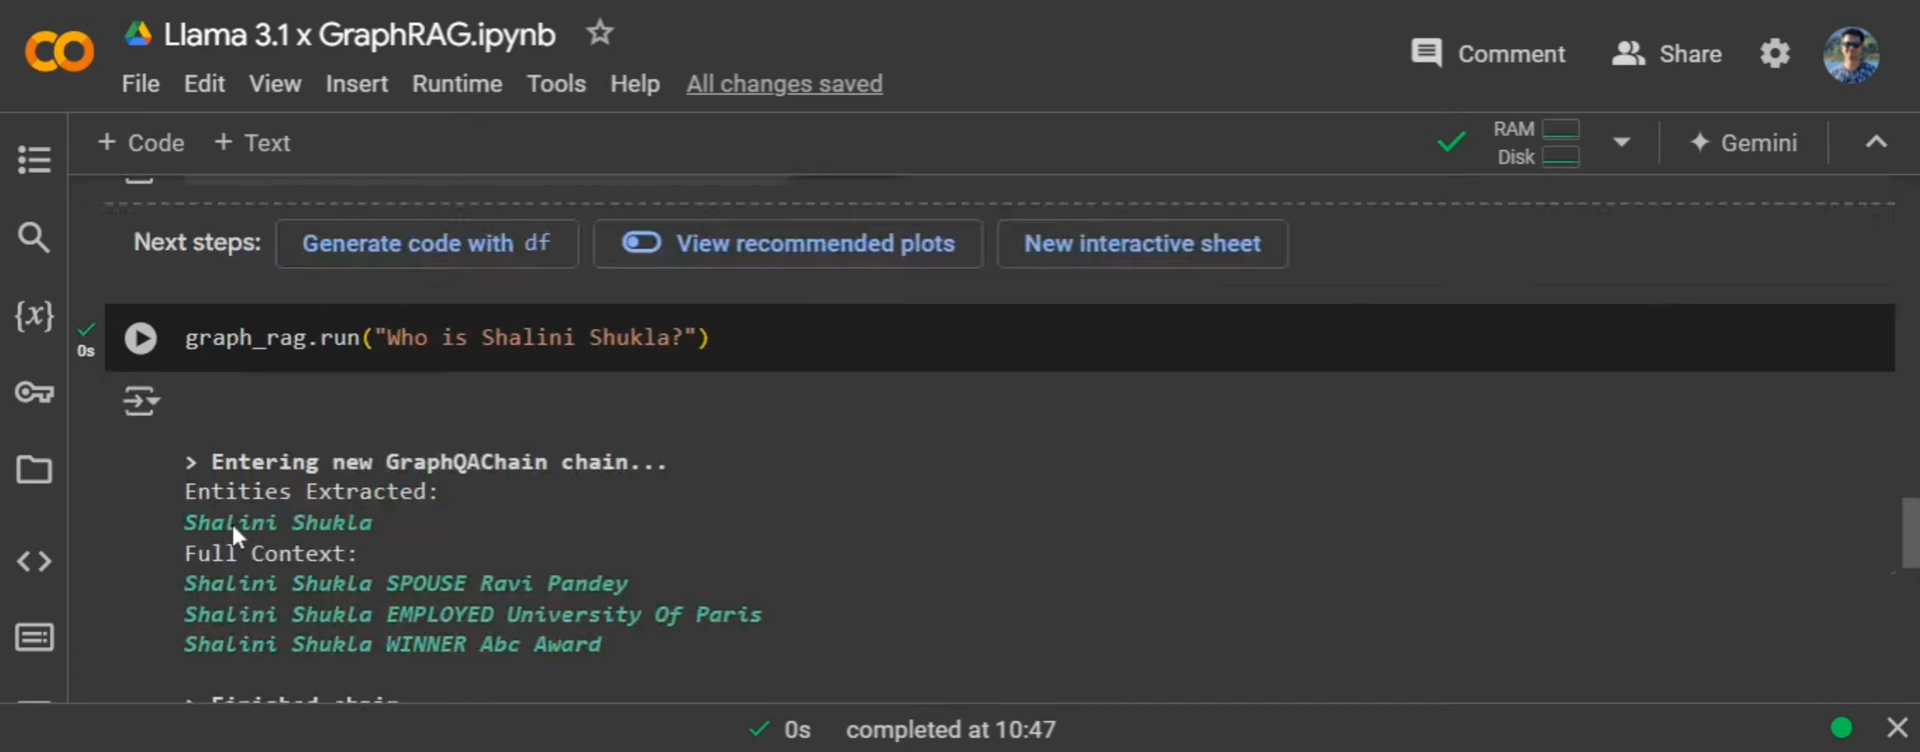 Llama 3.1 x GraphRAG.ipynb
Comment
Share
File Edit View Insert Runtime Tools Help All changes saved
+ Code + Text
RAM
Disk
Gemini
Next steps: Generate code with df View recommended plots New interactive sheet
{x}
0s
graph_rag.run("Who is Shalini Shukla?")
> Entering new GraphQAChain chain...
Entities Extracted:
Shalini Shukla
Full Context:
Shalini Shukla SPOUSE Ravi Pandey
Shalini Shukla EMPLOYED University Of Paris
Shalini Shukla WINNER Abc Award
> Finished chain.
0s completed at 10:47